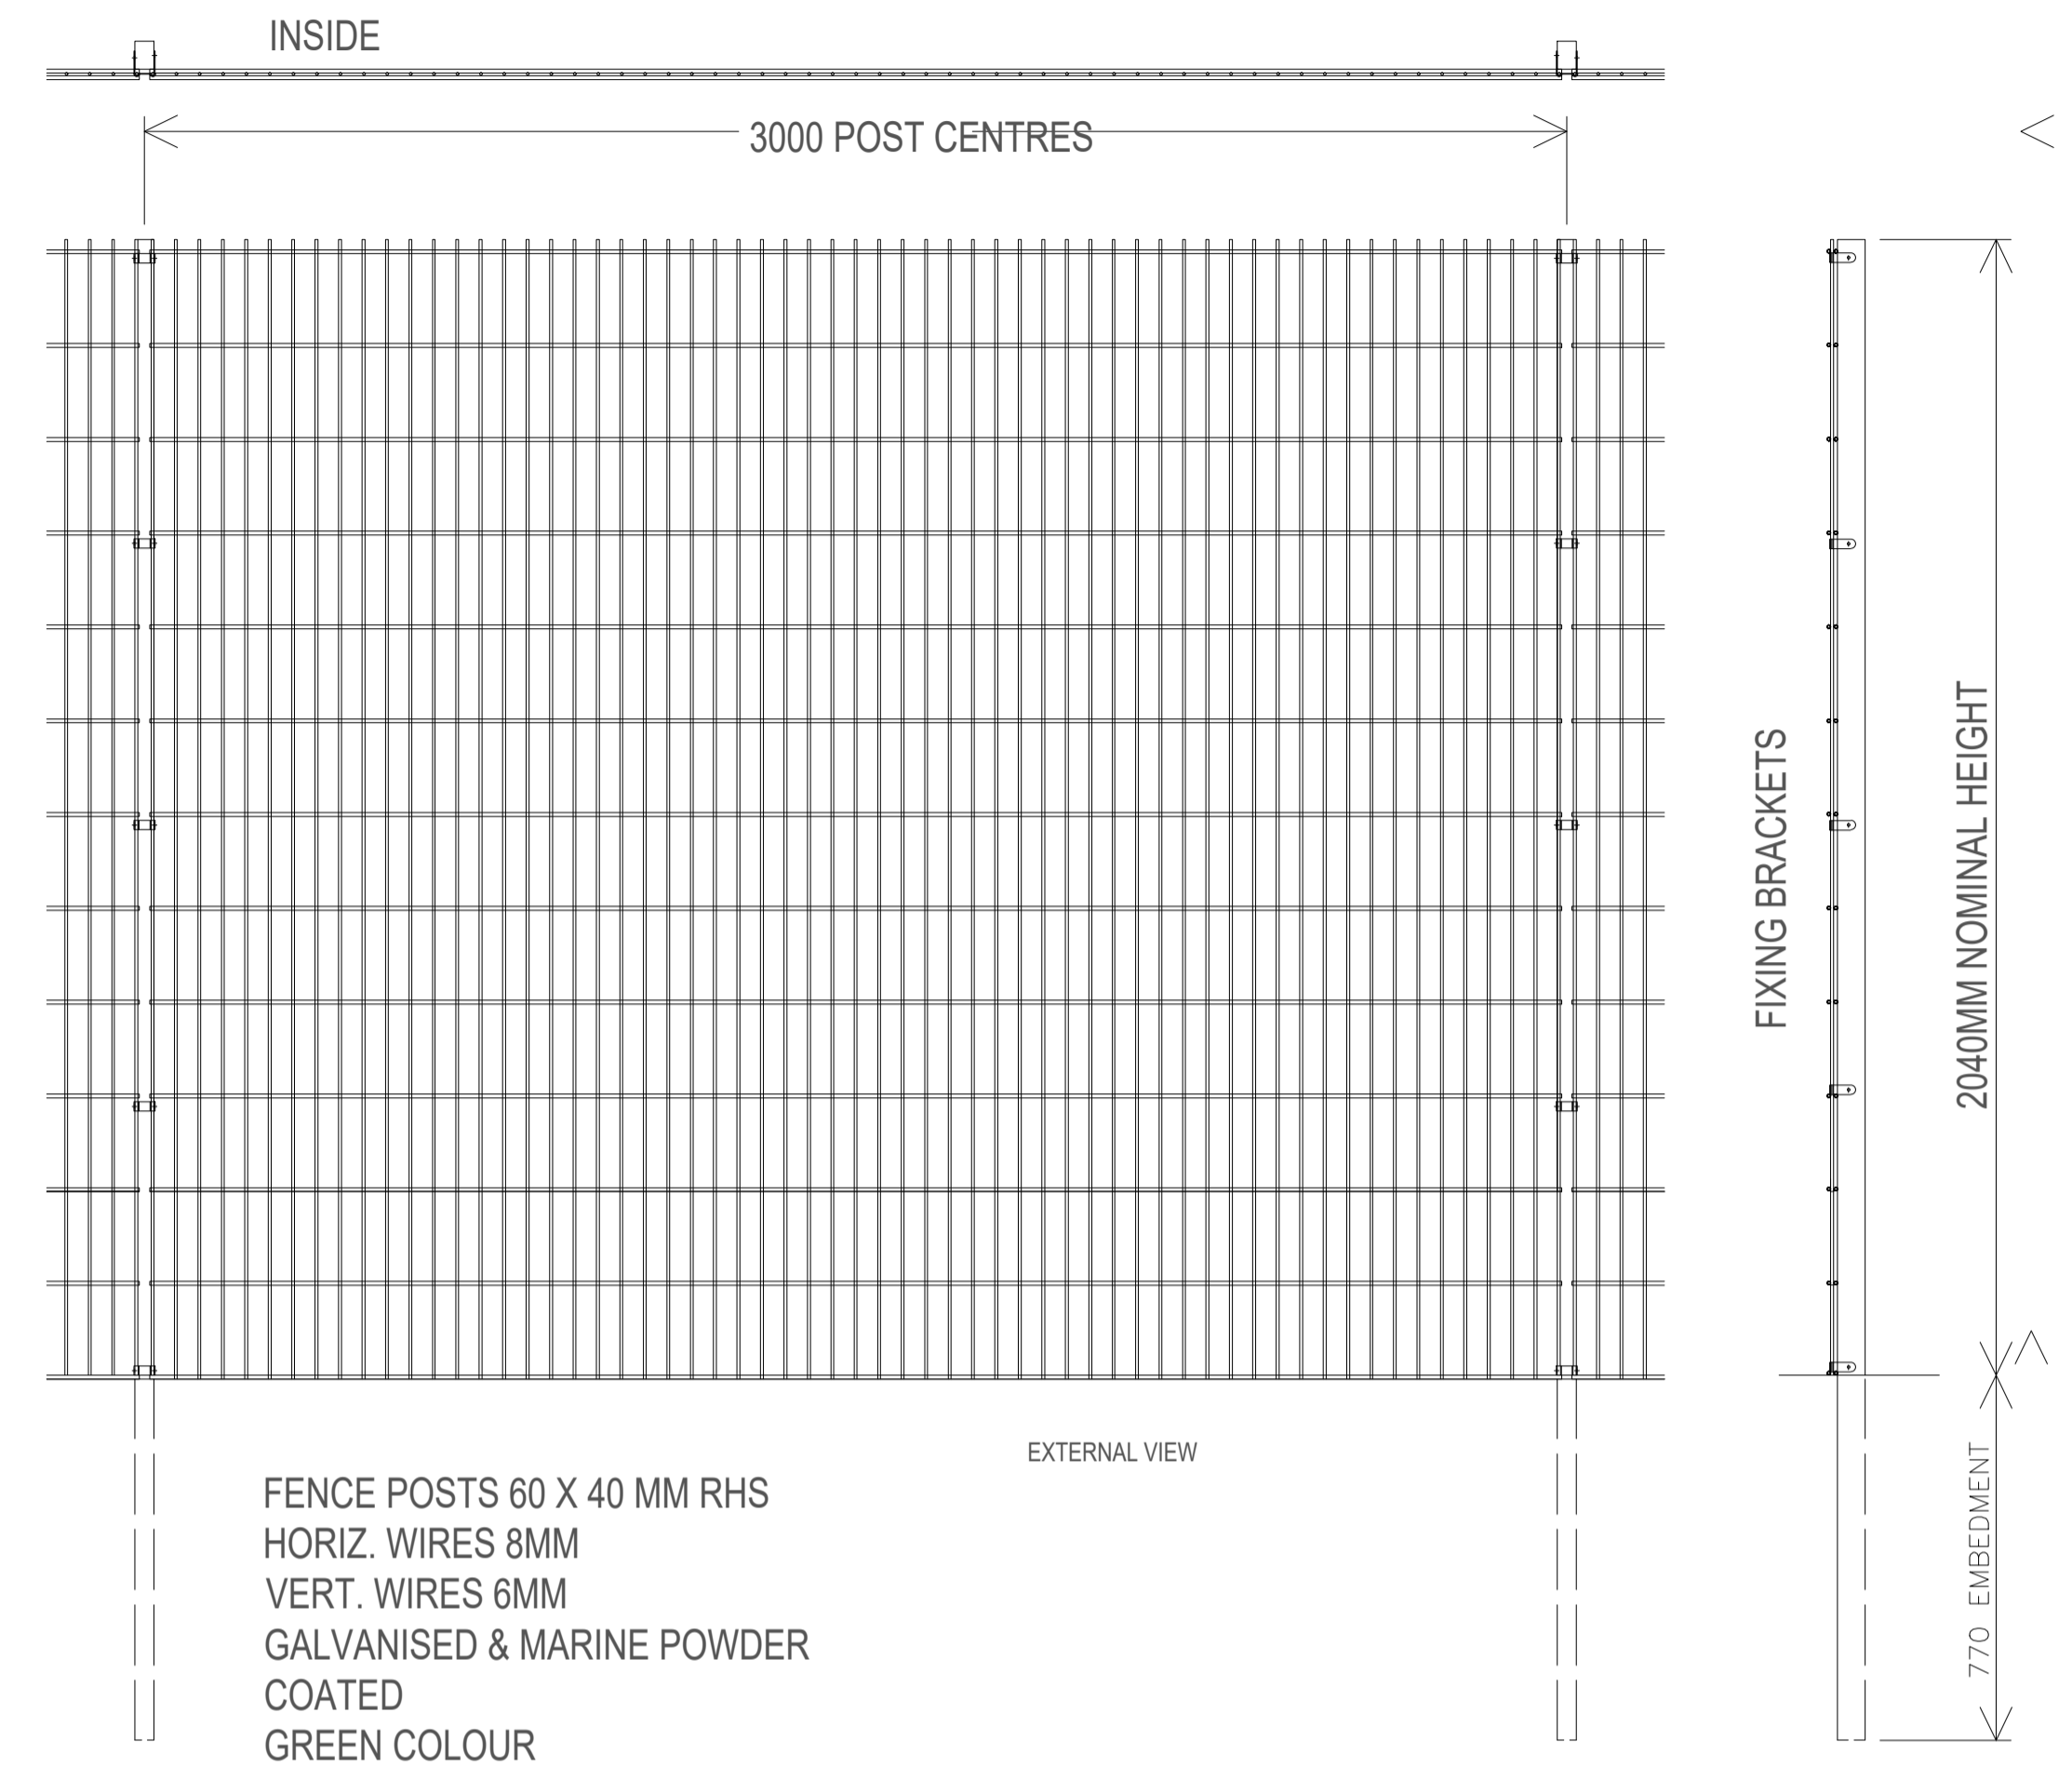 INSIDE
3000 POST CENTRES
FIXING BRACKETS
2040MM NOMINAL HEIGHT
EXTERNAL VIEW
FENCE POSTS 60 X 40 MM RHS
HORIZ. WIRES 8MM
VERT. WIRES 6MM
GALVANISED & MARINE POWDER
COATED
GREEN COLOUR
770 EMBEDMENT